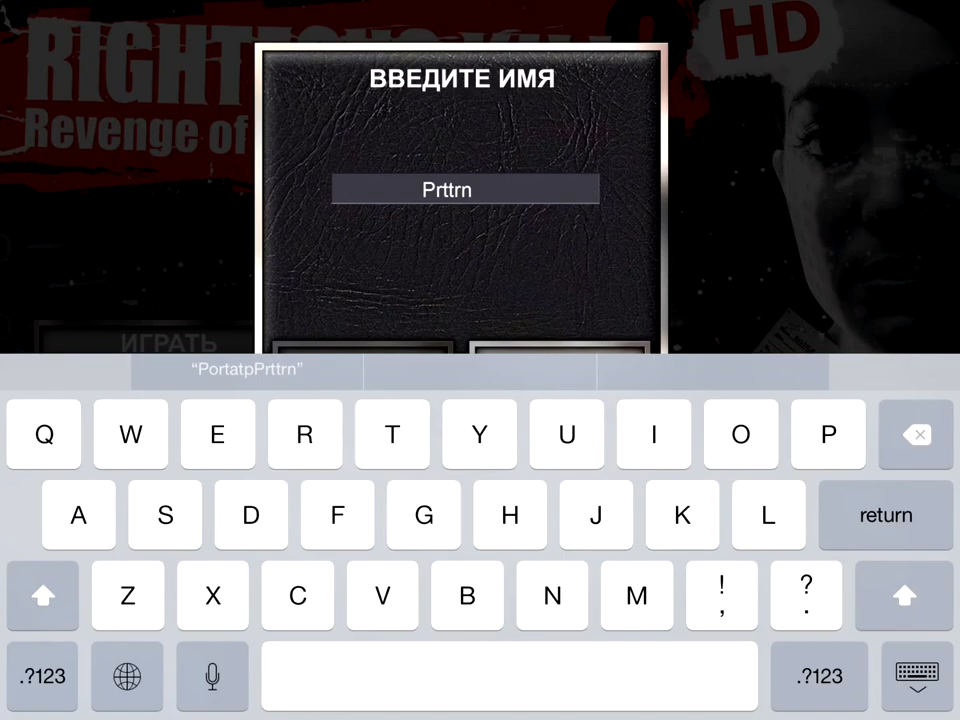 RIGHT
HD
Revenge of
ВВЕДИТЕ ИМЯ
Prttrn
ИГРАТЬ
“PortatpPrttrn”
Q W E R T Y U I O P
A S D F G H J K L return
Z X C V B N M ! , ? .
.?123 .?123